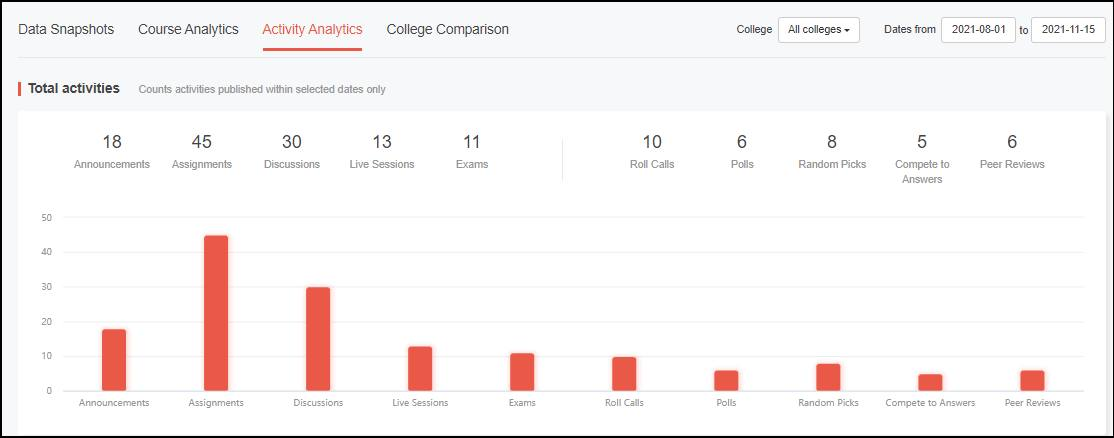 Data Snapshots Course Analytics Activity Analytics College Comparison College All colleges Dates from 2021-08-01 to 2021-11-15
Total activities Counts activities published within selected dates only
18 45 30 13 11 10 6 8 5 6
Announcements Assignments Discussions Live Sessions Exams Roll Calls Polls Random Picks Compete to Peer Reviews
Answers
50
40
30
20
10
0
Announcements Assignments Discussions Live Sessions Exams Roll Calls Polls Random Picks Compete to Answers Peer Reviews